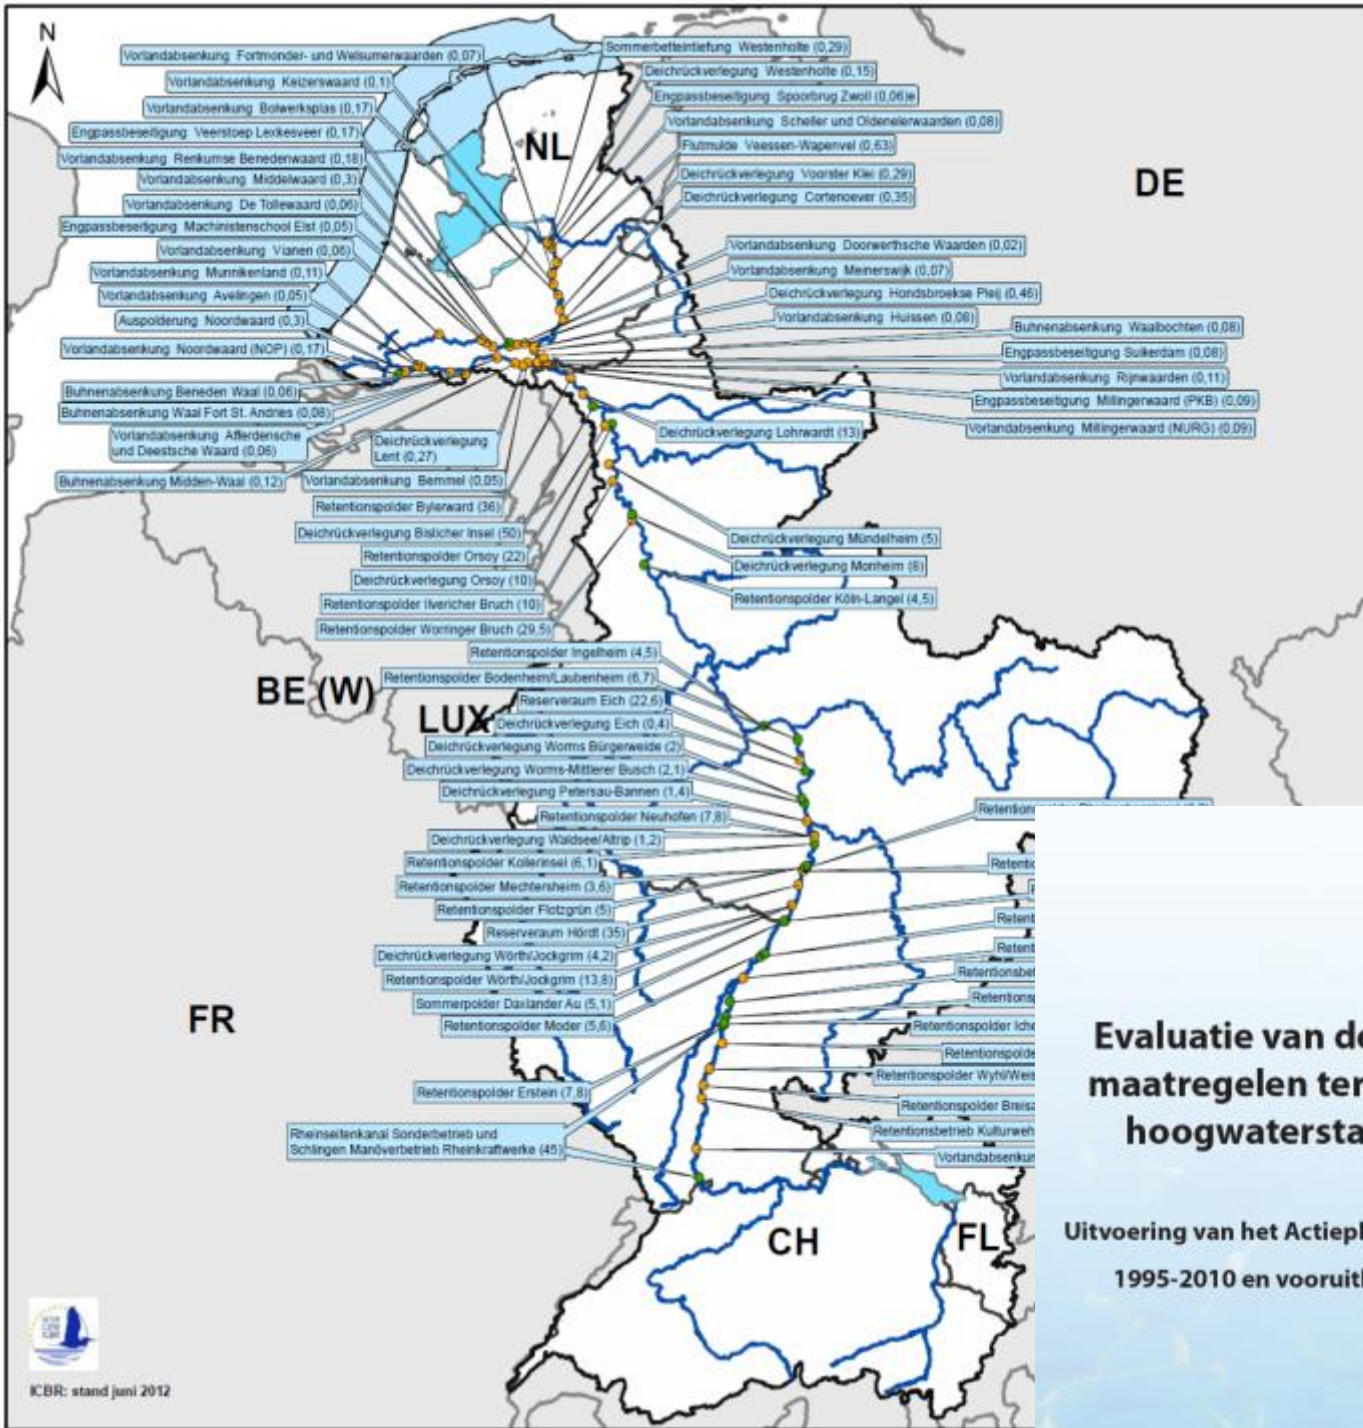 N
Vorlandabsenkung Fortmonder- und Welsumerwaarden (0,07)
Vorlandabsenkung Keizerswaard (0,1)
Vorlandabsenkung Bolwerksplas (0,17)
Engpassbeseitigung Veerstoep Lexkesveer (0,17)
Vorlandabsenkung Renkumse Benedenwaard (0,18)
Vorlandabsenkung Middelwaard (0,3)
Vorlandabsenkung De Tollewaard (0,06)
Engpassbeseitigung Machinistenschool Elst (0,05)
Vorlandabsenkung Vianen (0,06)
Vorlandabsenkung Munnikenland (0,11)
Vorlandabsenkung Avelingen (0,05)
Auspolderung Noordwaard (0,3)
Vorlandabsenkung Noordwaard (NOP) (0,17)
Buhnenabsenkung Beneden Waal (0,06)
Buhnenabsenkung Waal Fort St. Andries (0,08)
Vorlandabsenkung Afferdensche
und Deestsche Waard (0,06)
Buhnenabsenkung Midden-Waal (0,12)
Deichrückverlegung
Lent (0,27)
Vorlandabsenkung Bemmel (0,05)
Sommerbetteintiefung Westenholte (0,29)
Deichrückverlegung Westenholte (0,15)
Engpassbeseitigung Spoorbrug Zwoll (0,06)e
Vorlandabsenkung Scheller und Oldenelerwaarden (0,08)
Flutmulde Veessen-Wapenvel (0,63)
Deichrückverlegung Voorster Klei (0,29)
Deichrückverlegung Cortenoever (0,35)
Vorlandabsenkung Doorwerthsche Waarden (0,02)
Vorlandabsenkung Meinerswijk (0,07)
Deichrückverlegung Hondsbroekse Pleij (0,46)
Vorlandabsenkung Huissen (0,08)
Buhnenabsenkung Waalbochten (0,08)
Engpassbeseitigung Suikerdam (0,08)
Vorlandabsenkung Rijnwaarden (0,11)
Engpassbeseitigung Millingerwaard (PKB) (0,09)
Vorlandabsenkung Millingerwaard (NURG) (0,09)
NL
DE
Deichrückverlegung Lohrwardt (13)
Retentionspolder Bylerward (36)
Deichrückverlegung Bislicher Insel (50)
Retentionspolder Orsoy (22)
Deichrückverlegung Orsoy (10)
Retentionspolder Ilvericher Bruch (10)
Retentionspolder Worringer Bruch (29,5)
Deichrückverlegung Mündelheim (5)
Deichrückverlegung Monheim (8)
Retentionspolder Köln-Langel (4,5)
BE (W)
LUX
Retentionspolder Ingelheim (4,5)
Retentionspolder Bodenheim/Laubenheim (6,7)
Reserveraum Eich (22,6)
Deichrückverlegung Eich (0,4)
Deichrückverlegung Worms Bürgerweide (2)
Deichrückverlegung Worms-Mittlerer Busch (2,1)
Deichrückverlegung Petersau-Bannen (1,4)
Retentionspolder Neuhofen (7,8)
Deichrückverlegung Waldsee/Altrip (1,2)
Retentionspolder Kollerinsel (6,1)
Retentionspolder Mechtersheim (3,6)
Retentionspolder Flotzgrün (5)
Reserveraum Hördt (35)
Deichrückverlegung Wörth/Jockgrim (4,2)
Retentionspolder Wörth/Jockgrim (13,8)
Sommerpolder Daxlander Au (5,1)
Retentionspolder Moder (5,6)
Retentionspolder Erstein (7,8)
Rheinseitenkanal Sonderbetrieb und
Schlingen Manöverbetrieb Rheinkraftwerke (45)
Retentionspolder Iche
Retentionspolde
Retentionspolder Wyhl/Weis
Retentionspolder Breisa
Retentionsbetrieb Kulturweh
Vorlandabsenkun
FR
CH
FL
ICBR: stand juni 2012
Evaluatie van de
maatregelen ter
hoogwatersta
Uitvoering van het Actiepl
1995-2010 en vooruitl